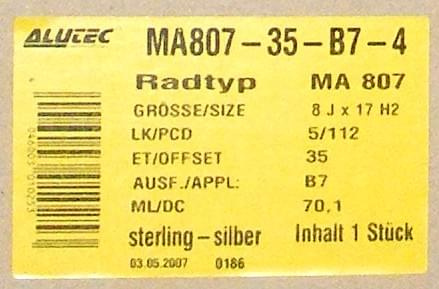 ALUTEC MA807-35-B7-4
Radtyp MA 807
GRÖSSE/SIZE 8 J x 17 H2
LK/PCD 5/112
ET/OFFSET 35
AUSF./APPL: B7
ML/DC 70,1
sterling-silber Inhalt 1 Stück
03.05.2007 0186